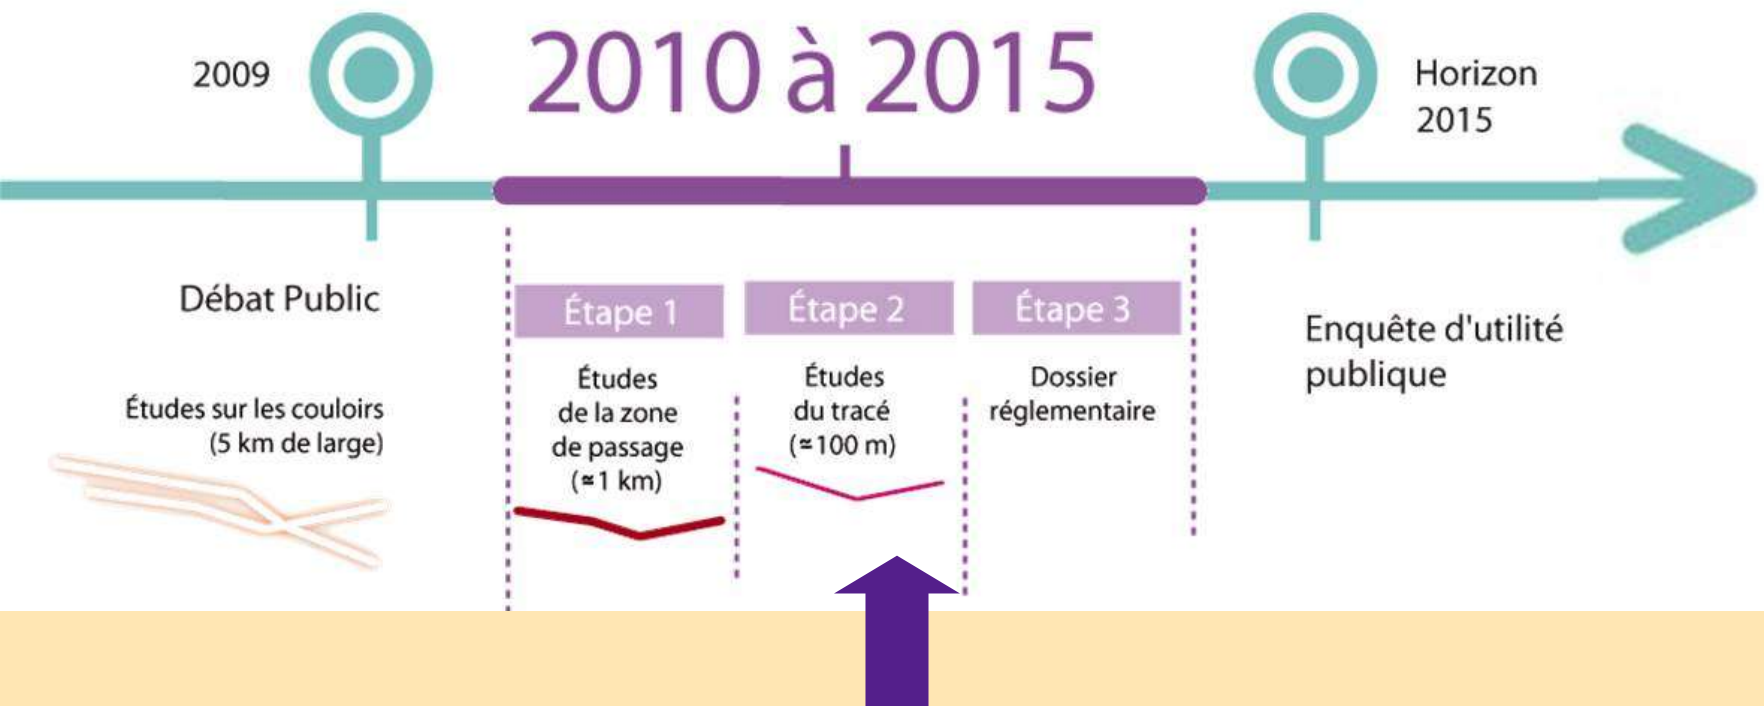 2009
2010 à 2015
Horizon
2015
Débat Public
Études sur les couloirs
(5 km de large)
Étape 1
Études
de la zone
de passage
(≃1 km)
Étape 2
Études
du tracé
(≃100 m)
Étape 3
Dossier
réglementaire
Enquête d'utilité
publique